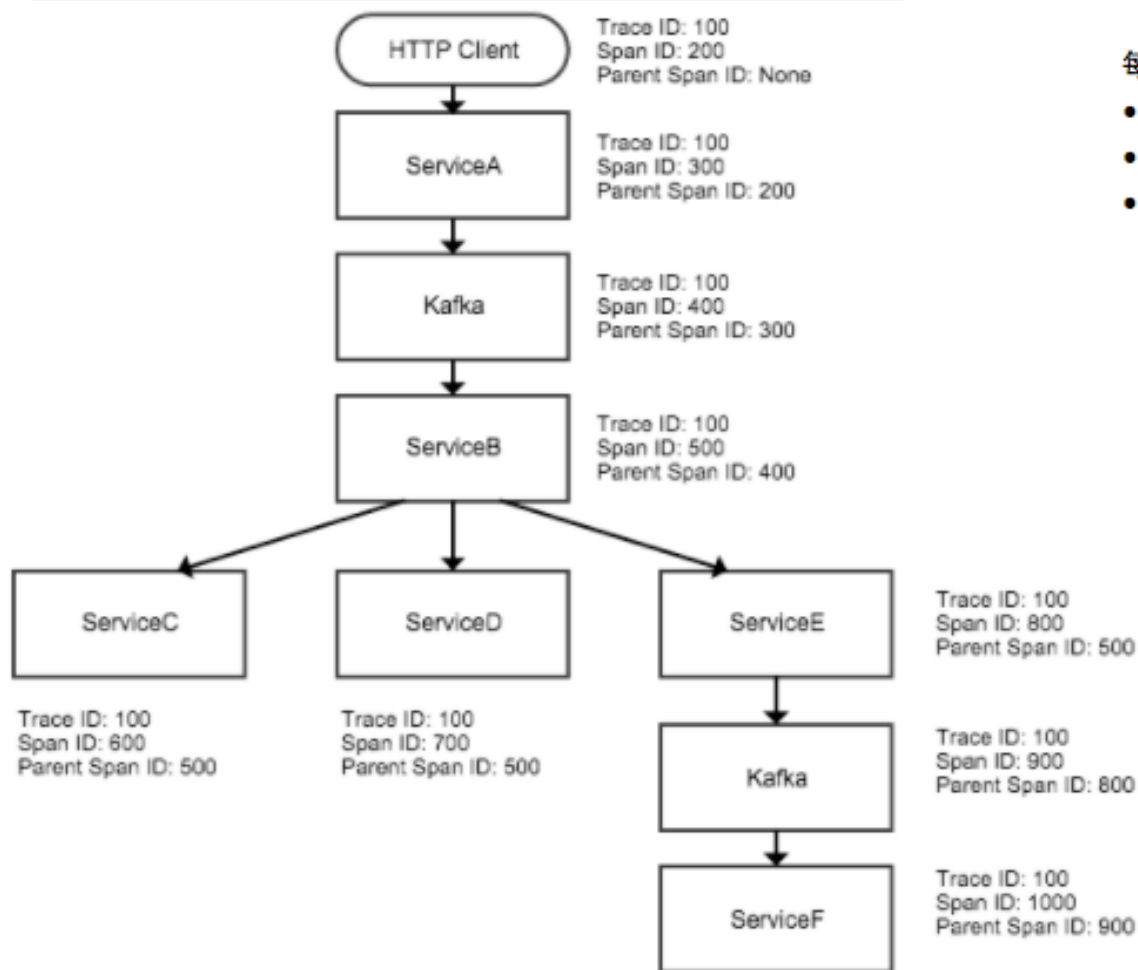 HTTP Client
Trace ID: 100
Span ID: 200
Parent Span ID: None
ServiceA
Trace ID: 100
Span ID: 300
Parent Span ID: 200
Kafka
Trace ID: 100
Span ID: 400
Parent Span ID: 300
ServiceB
Trace ID: 100
Span ID: 500
Parent Span ID: 400
ServiceC
Trace ID: 100
Span ID: 600
Parent Span ID: 500
ServiceD
Trace ID: 100
Span ID: 700
Parent Span ID: 500
ServiceE
Trace ID: 100
Span ID: 800
Parent Span ID: 500
Kafka
Trace ID: 100
Span ID: 900
Parent Span ID: 800
ServiceF
Trace ID: 100
Span ID: 1000
Parent Span ID: 900